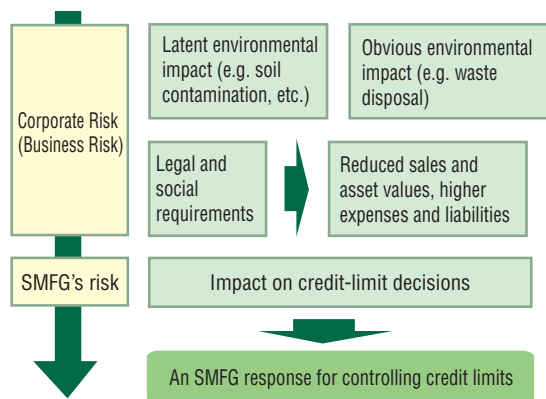 Latent environmental
impact (e.g. soil
contamination, etc.)
Obvious environmental
impact (e.g. waste
disposal)
Corporate Risk
(Business Risk)
Legal and
social
requirements
Reduced sales and
asset values, higher
expenses and liabilities
SMFG's risk
Impact on credit-limit decisions
An SMFG response for controlling credit limits